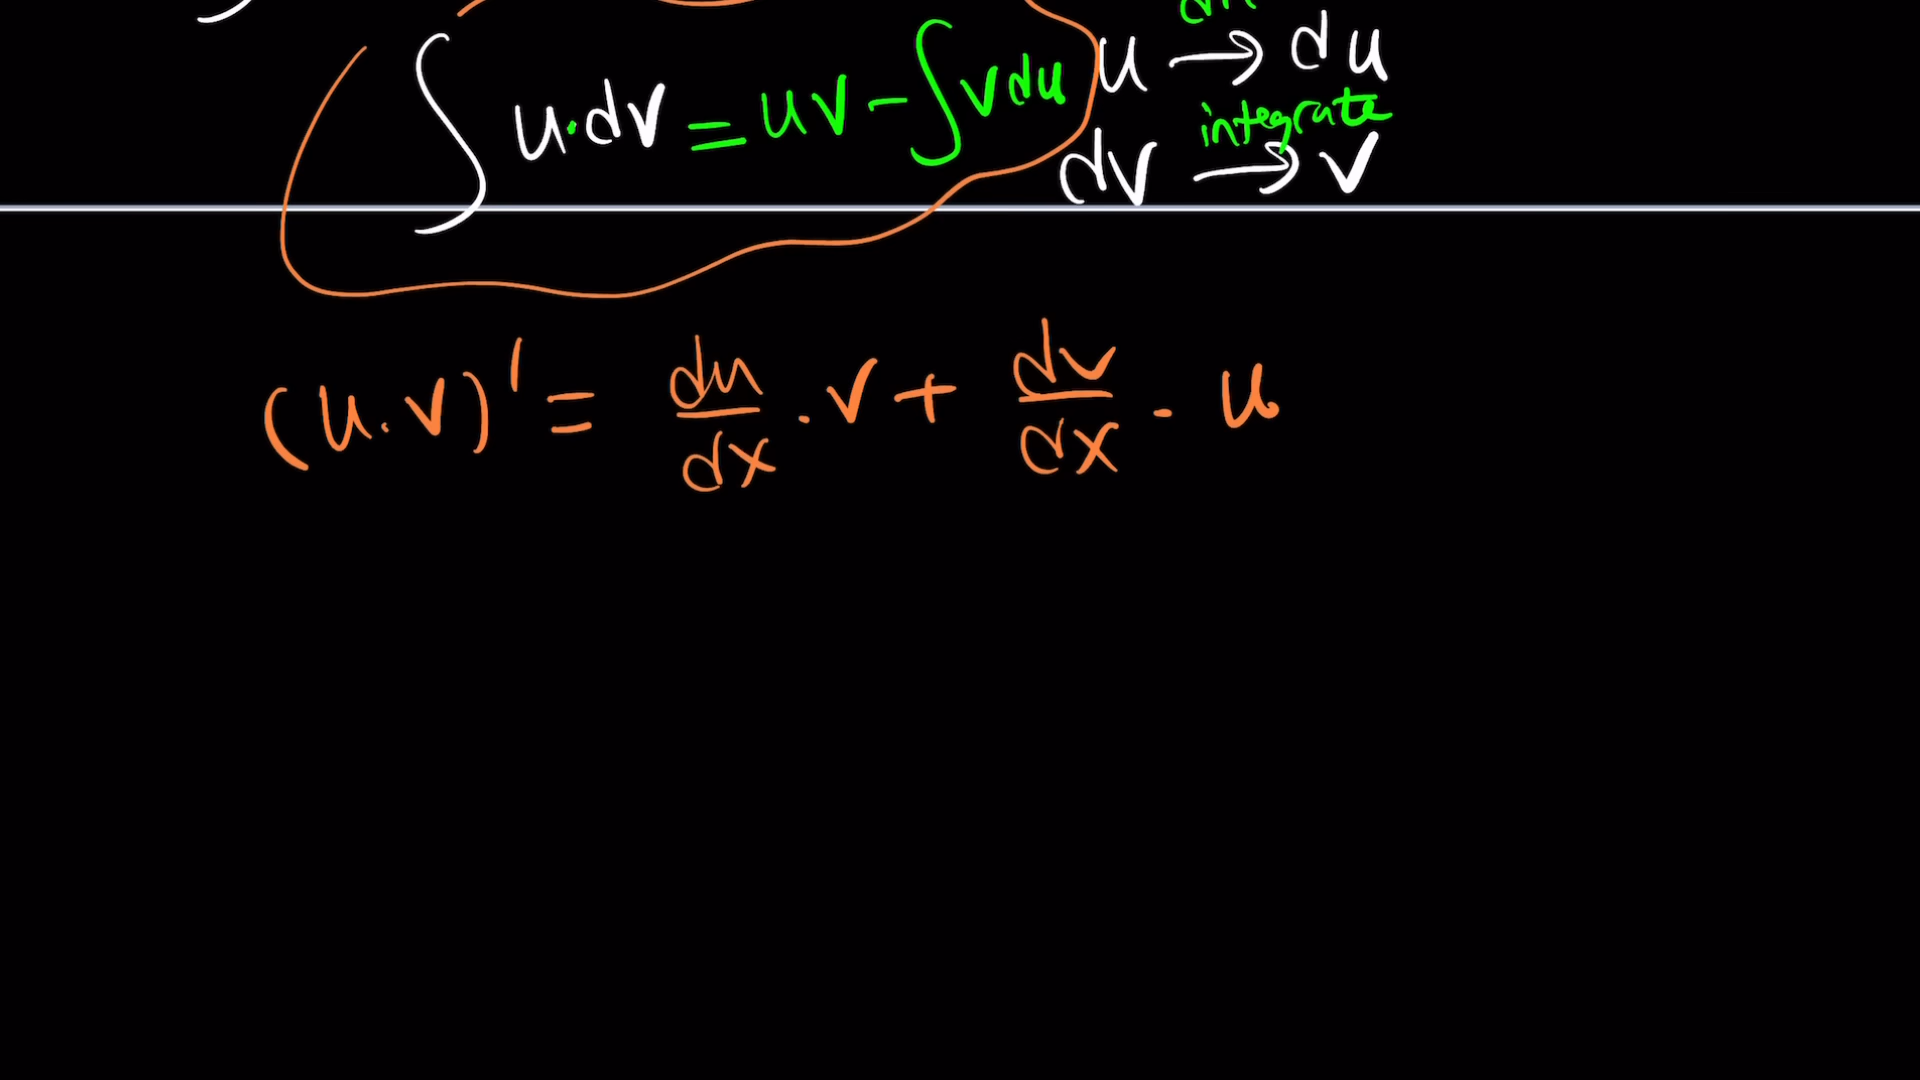 u → du
∫ u·dv = uv - ∫ v du
integrate
dv → v
(u.v)' = du/dx . v + dv/dx . u